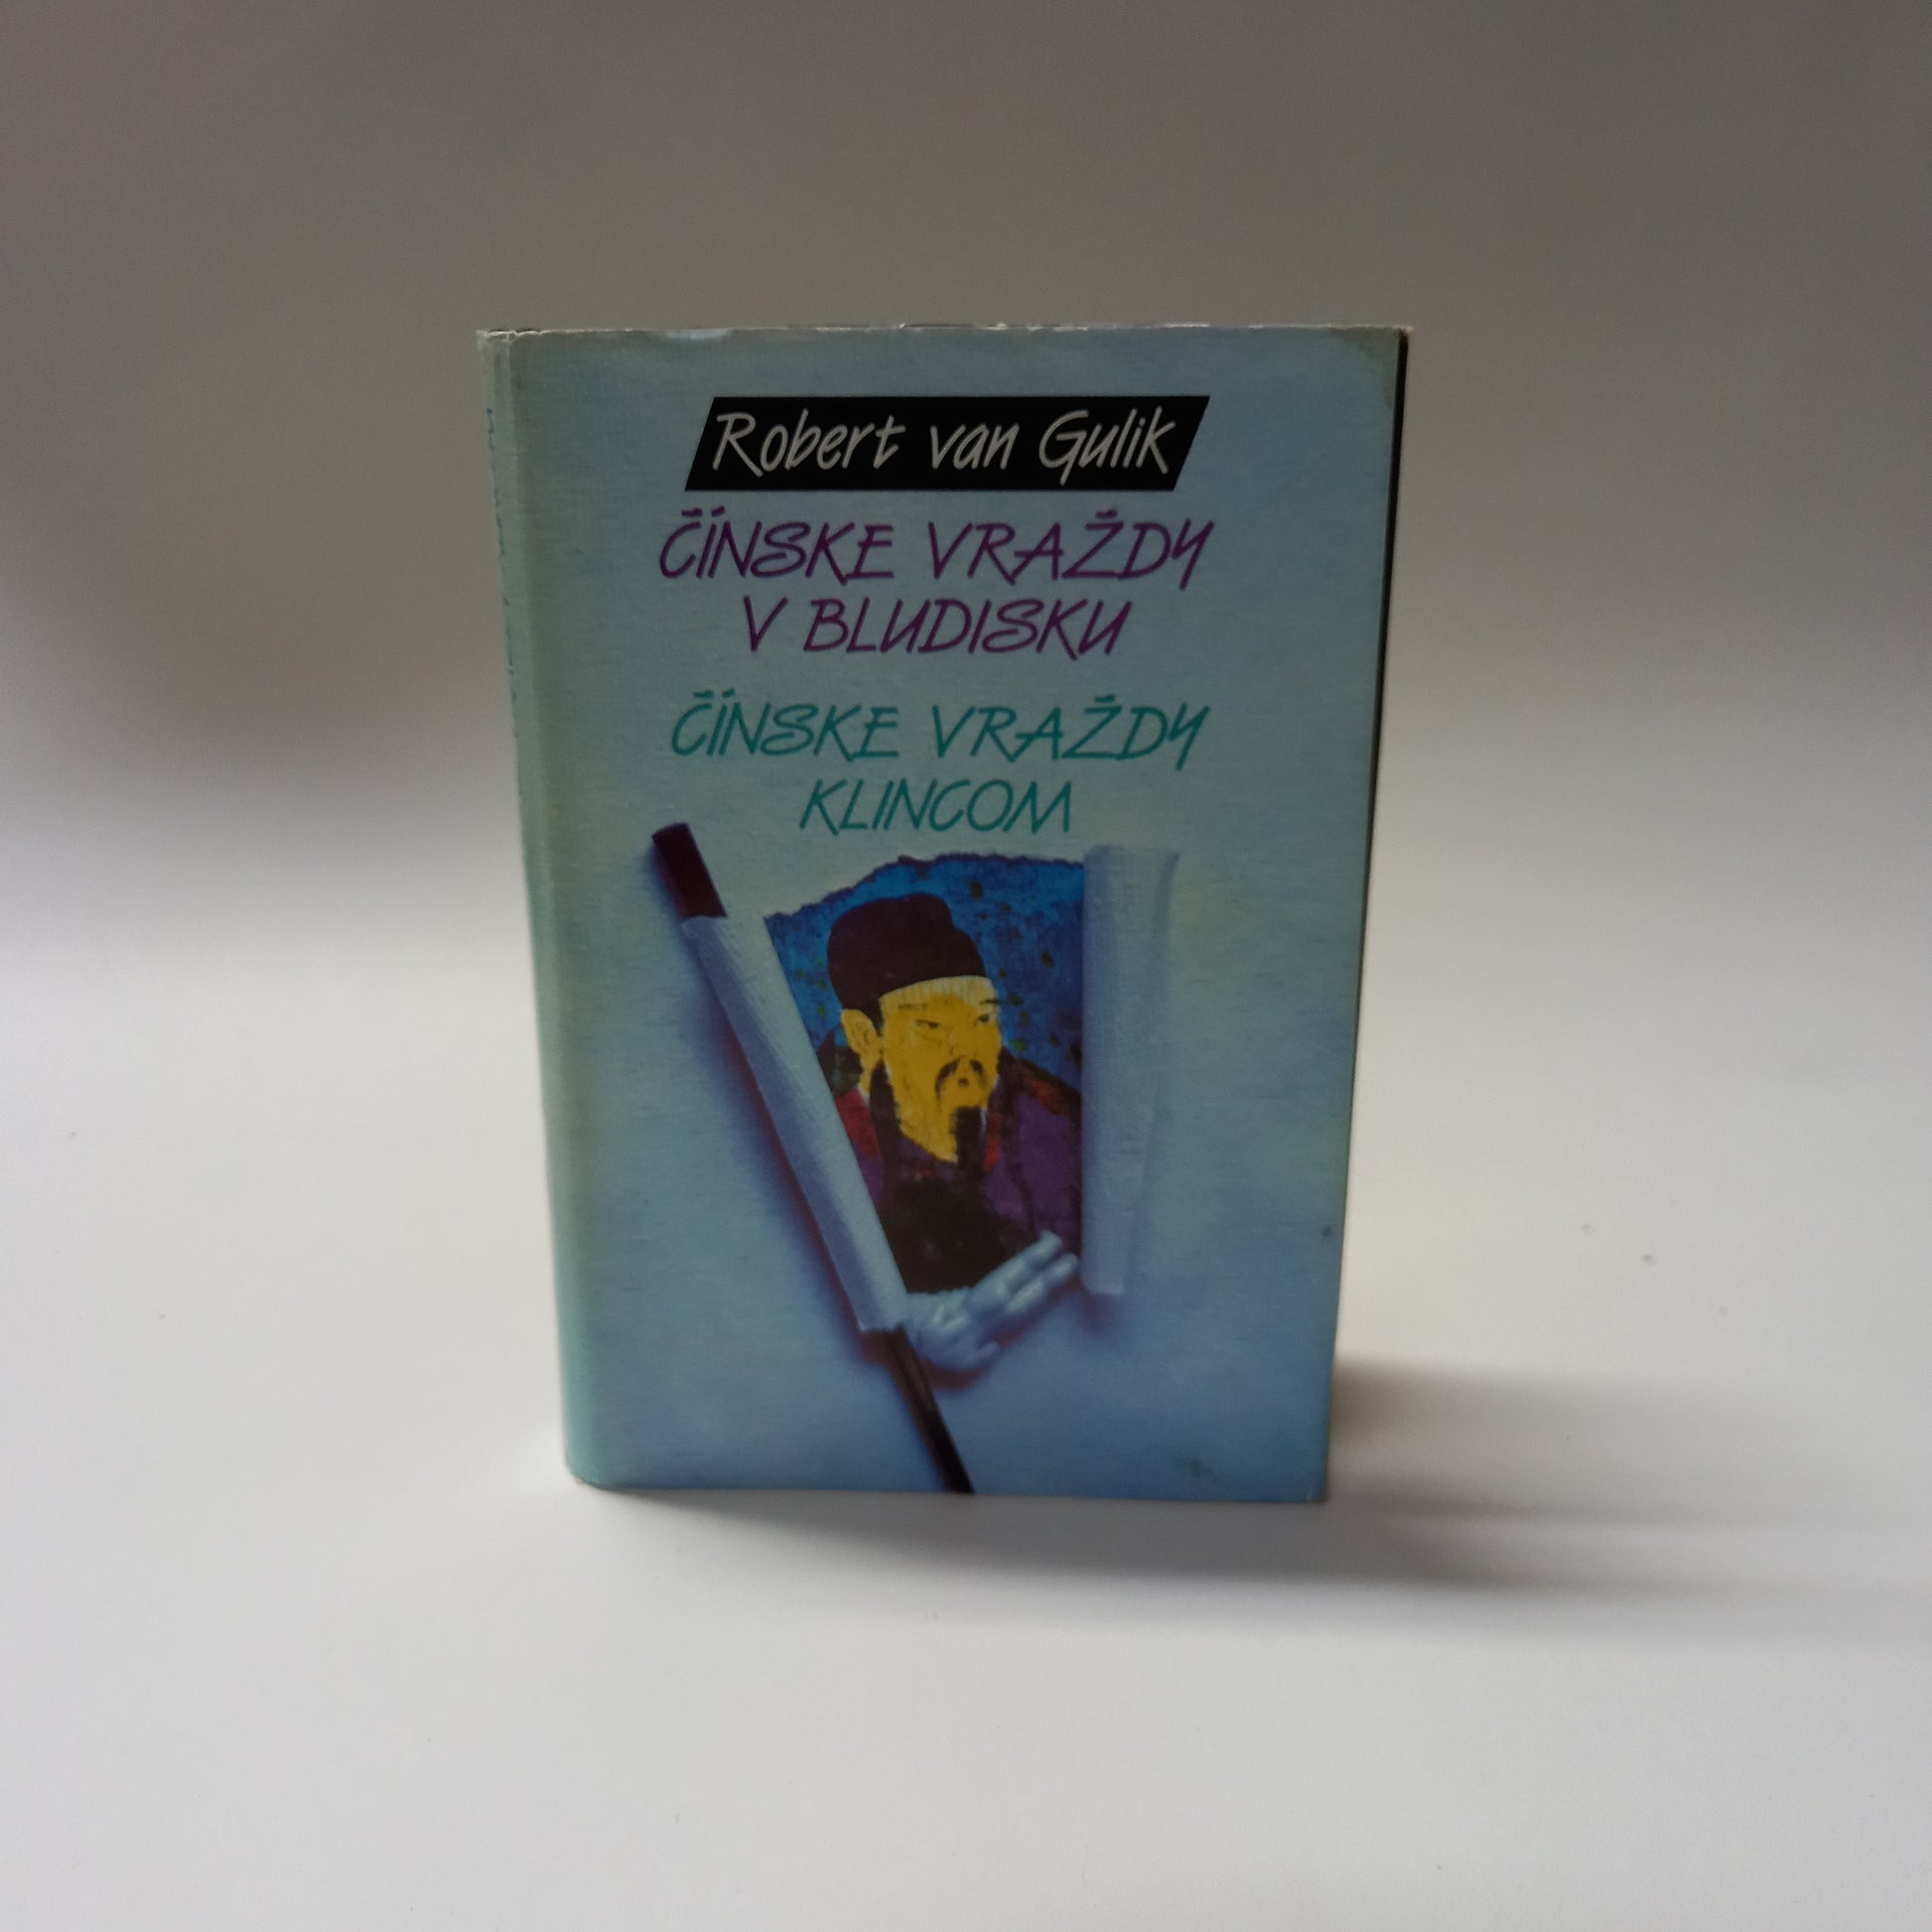 Robert van Gulik
ČÍNSKE VRAŽDY
V BLUDISKU
ČÍNSKE VRAŽDY
KLINCOM